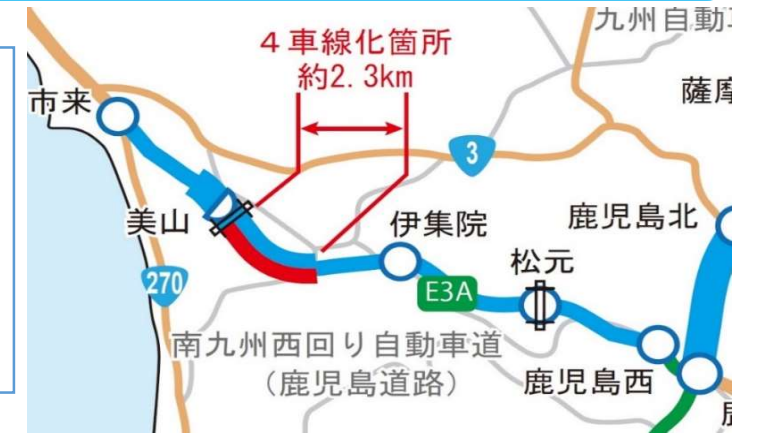 九州自動
4車線化箇所
約2.3km
薩摩
市来
3
美山
伊集院
鹿児島北
松元
270
E3A
南九州西回り自動車道
(鹿児島道路)
鹿児島西